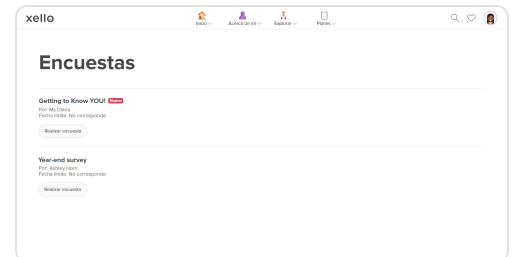 xello
Inicio
Acerca de mí
Explorar
Planes
Encuestas
Getting to Know YOU! Nuevo
Por: Ms Diana
Fecha límite: No corresponde
Realizar encuesta
Year-end survey
Por: Ashley Horn
Fecha límite: No corresponde
Realizar encuesta